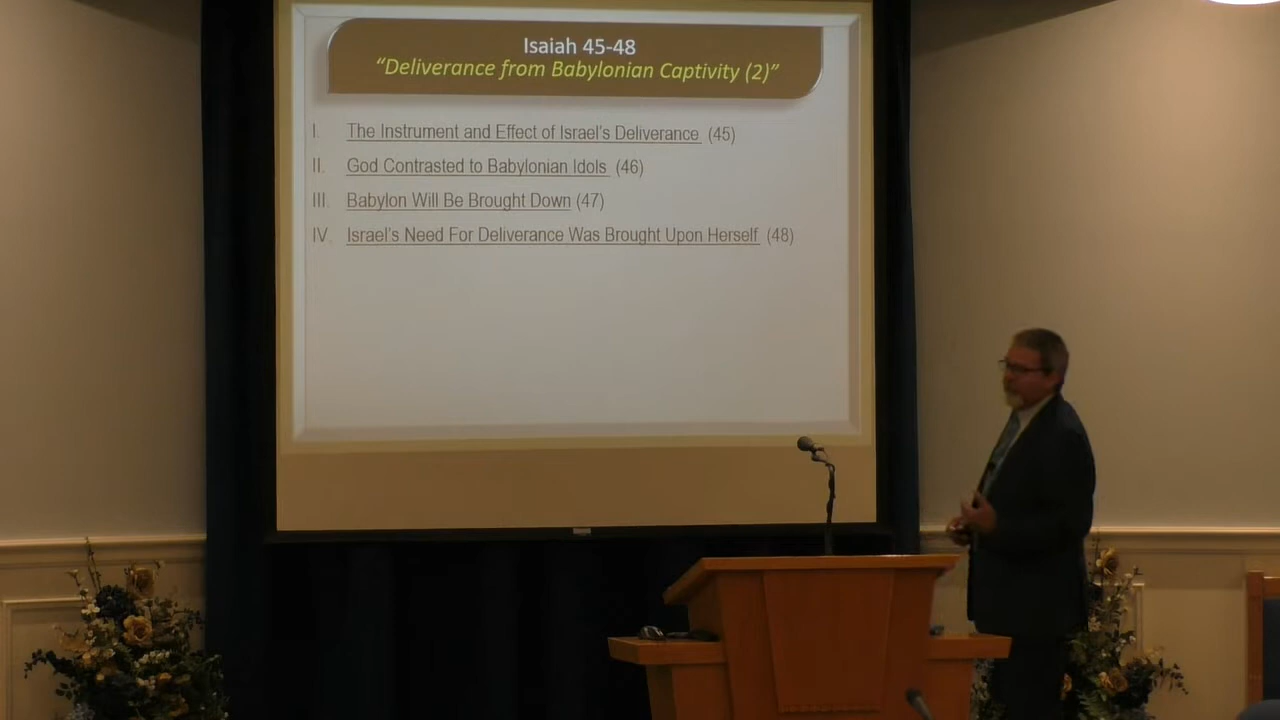 Isaiah 45-48
“Deliverance from Babylonian Captivity (2)”
I. The Instrument and Effect of Israel's Deliverance (45)
II. God Contrasted to Babylonian Idols (46)
III. Babylon Will Be Brought Down (47)
IV. Israel's Need For Deliverance Was Brought Upon Herself (48)